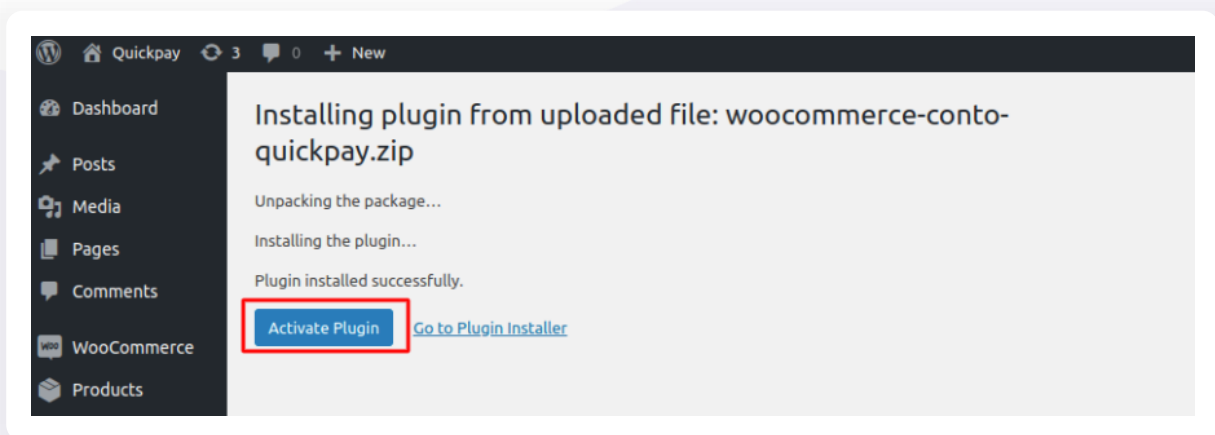 Quickpay 3 0 + New
Dashboard
Posts
Media
Pages
Comments
WOO WooCommerce
Products
Installing plugin from uploaded file: woocommerce-conto-
quickpay.zip
Unpacking the package...
Installing the plugin...
Plugin installed successfully.
Activate Plugin Go to Plugin Installer